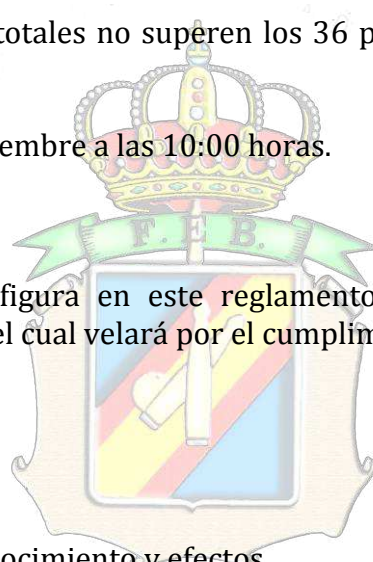 totales no superen los 36 p
embre a las 10:00 horas.
F. E. B.
figura en este reglamento
el cual velará por el cumplim
ocimiento y efectos